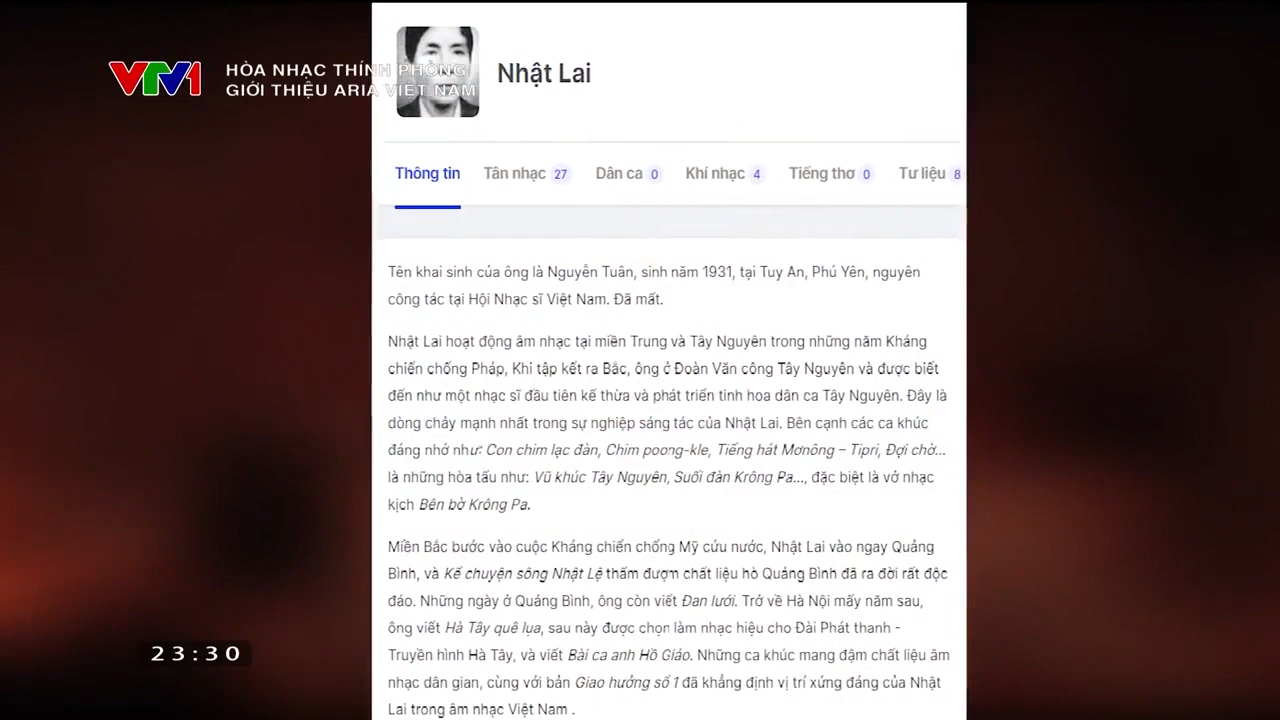 VTV1
HÒA NHẠC THÍNH PHÒNG
GIỚI THIỆU ARIA VIỆT NAM
Nhật Lai
Thông tin Tân nhạc 27 Dân ca 0 Khí nhạc 4 Tiếng thơ 0 Tư liệu 8
Tên khai sinh của ông là Nguyễn Tuân, sinh năm 1931, tại Tuy An, Phú Yên, nguyên
công tác tại Hội Nhạc sĩ Việt Nam. Đã mất.
Nhật Lai hoạt động âm nhạc tại miền Trung và Tây Nguyên trong những năm Kháng
chiến chống Pháp, Khi tập kết ra Bắc, ông ở Đoàn Văn công Tây Nguyên và được biết
đến như một nhạc sĩ đầu tiên kế thừa và phát triển tinh hoa dân ca Tây Nguyên. Đây là
dòng chảy mạnh nhất trong sự nghiệp sáng tác của Nhật Lai. Bên cạnh các ca khúc
đáng nhớ như: Con chim lạc đàn, Chim poong-kle, Tiếng hát Mơnông – Tipri, Đợi chờ...
là những hòa tấu như: Vũ khúc Tây Nguyên, Suối đàn Krông Pa..., đặc biệt là vở nhạc
kịch Bên bờ Krông Pa.
Miền Bắc bước vào cuộc Kháng chiến chống Mỹ cứu nước, Nhật Lai vào ngay Quảng
Bình, và Kể chuyện sông Nhật Lệ thấm đượm chất liệu hò Quảng Bình đã ra đời rất độc
đáo. Những ngày ở Quảng Bình, ông còn viết Đan lưới. Trở về Hà Nội mấy năm sau,
ông viết Hà Tây quê lụa, sau này được chọn làm nhạc hiệu cho Đài Phát thanh -
Truyền hình Hà Tây, và viết Bài ca anh Hồ Giáo. Những ca khúc mang đậm chất liệu âm
nhạc dân gian, cùng với bản Giao hưởng số 1 đã khẳng định vị trí xứng đáng của Nhật
Lai trong âm nhạc Việt Nam .
23:30